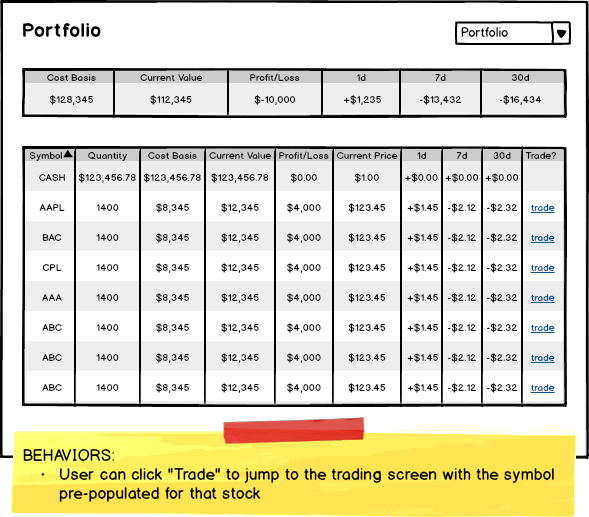 Portfolio
Portfolio
Cost Basis Current Value Profit/Loss 1d 7d 30d
$128,345 $112,345 $-10,000 +$1,235 -$13,432 -$16,434
Symbol Quantity Cost Basis Current Value Profit/Loss Current Price 1d 7d 30d Trade?
CASH $123,456.78 $123,456.78 $123,456.78 $0.00 $1.00 +$0.00 +$0.00 +$0.00
AAPL 1400 $8,345 $12,345 $4,000 $123.45 +$1.45 -$2.12 -$2.32 trade
BAC 1400 $8,345 $12,345 $4,000 $123.45 +$1.45 -$2.12 -$2.32 trade
CPL 1400 $8,345 $12,345 $4,000 $123.45 +$1.45 -$2.12 -$2.32 trade
AAA 1400 $8,345 $12,345 $4,000 $123.45 +$1.45 -$2.12 -$2.32 trade
ABC 1400 $8,345 $12,345 $4,000 $123.45 +$1.45 -$2.12 -$2.32 trade
ABC 1400 $8,345 $12,345 $4,000 $123.45 +$1.45 -$2.12 -$2.32 trade
ABC 1400 $8,345 $12,345 $4,000 $123.45 +$1.45 -$2.12 -$2.32 trade
BEHAVIORS:
· User can click "Trade" to jump to the trading screen with the symbol
pre-populated for that stock